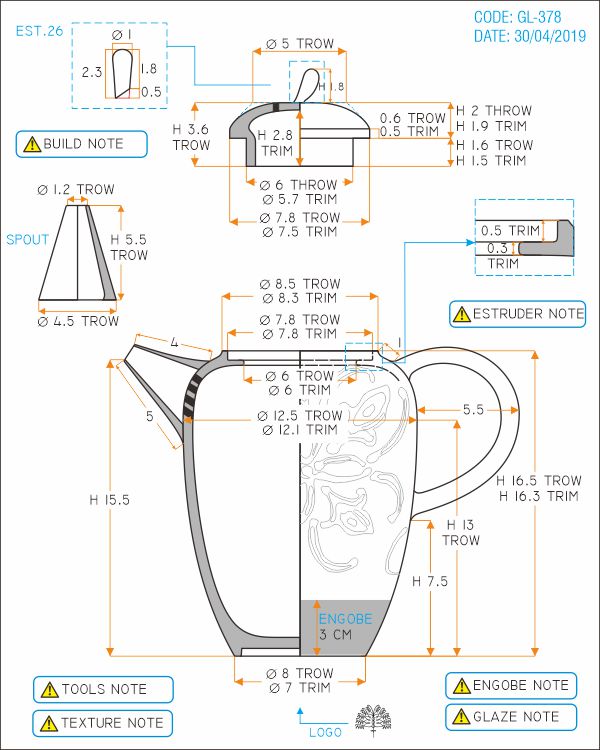 CODE: GL-378
DATE: 30/04/2019
EST.26
Ø 1
2.3
1.8
0.5
Ø 5 TROW
H 1.8
H 3.6
TROW
H 2.8
TRIM
0.6 TROW
0.5 TRIM
H 2 THROW
H 1.9 TRIM
H 1.6 TROW
H 1.5 TRIM
BUILD NOTE
Ø 6 THROW
Ø 5.7 TRIM
Ø 7.8 TROW
Ø 7.5 TRIM
Ø 1.2 TROW
SPOUT
H 5.5
TROW
Ø 4.5 TROW
0.5 TRIM
0.3
TRIM
ESTRUDER NOTE
Ø 8.5 TROW
Ø 8.3 TRIM
Ø 7.8 TROW
Ø 7.8 TRIM
4
1
Ø 6 TROW
Ø 6 TRIM
5
Ø 12.5 TROW
Ø 12.1 TRIM
5.5
H 15.5
H 16.5 TROW
H 16.3 TRIM
H 13
TROW
H 7.5
ENGOBE
3 CM
Ø 8 TROW
Ø 7 TRIM
TOOLS NOTE
TEXTURE NOTE
ENGOBE NOTE
GLAZE NOTE
LOGO